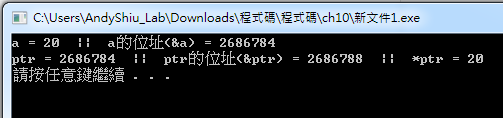 C:\Users\AndyShiu_Lab\Downloads\程式碼\程式碼\ch10\新文件1.exe
a = 20  ||  a的位址(&a) = 2686784
ptr = 2686784  ||  ptr的位址(&ptr) = 2686788  ||  *ptr = 20
請按任意鍵繼續 . . .